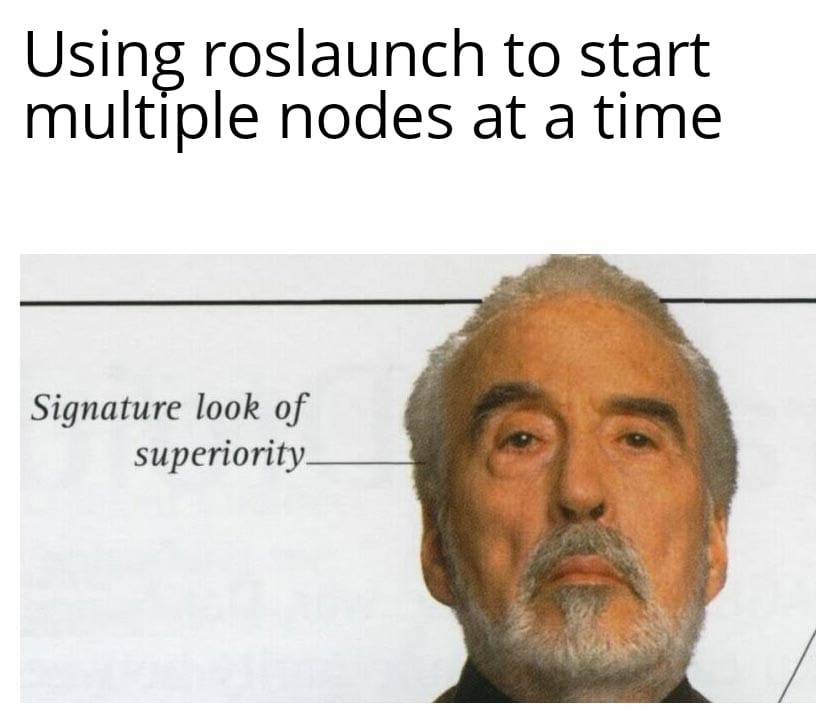 Using roslaunch to start
multiple nodes at a time
Signature look of
superiority